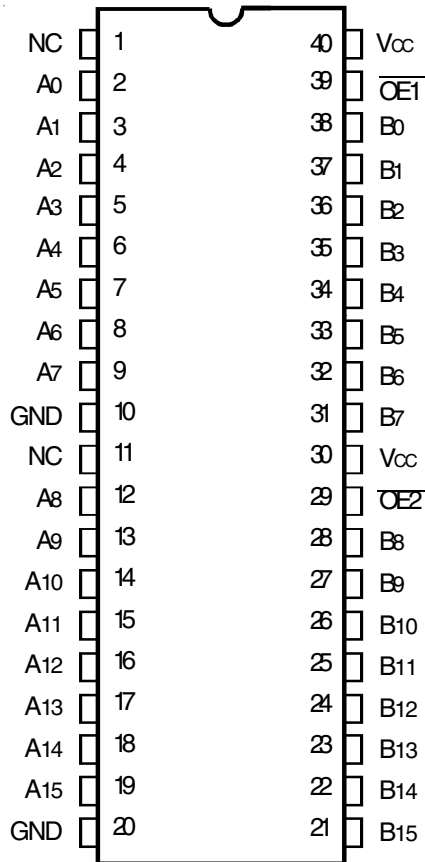 NC 1 40 Vcc
A0 2 39 OE1
A1 3 38 B0
A2 4 37 B1
A3 5 36 B2
A4 6 35 B3
A5 7 34 B4
A6 8 33 B5
A7 9 32 B6
GND 10 31 B7
NC 11 30 Vcc
A8 12 29 OE2
A9 13 28 B8
A10 14 27 B9
A11 15 26 B10
A12 16 25 B11
A13 17 24 B12
A14 18 23 B13
A15 19 22 B14
GND 20 21 B15